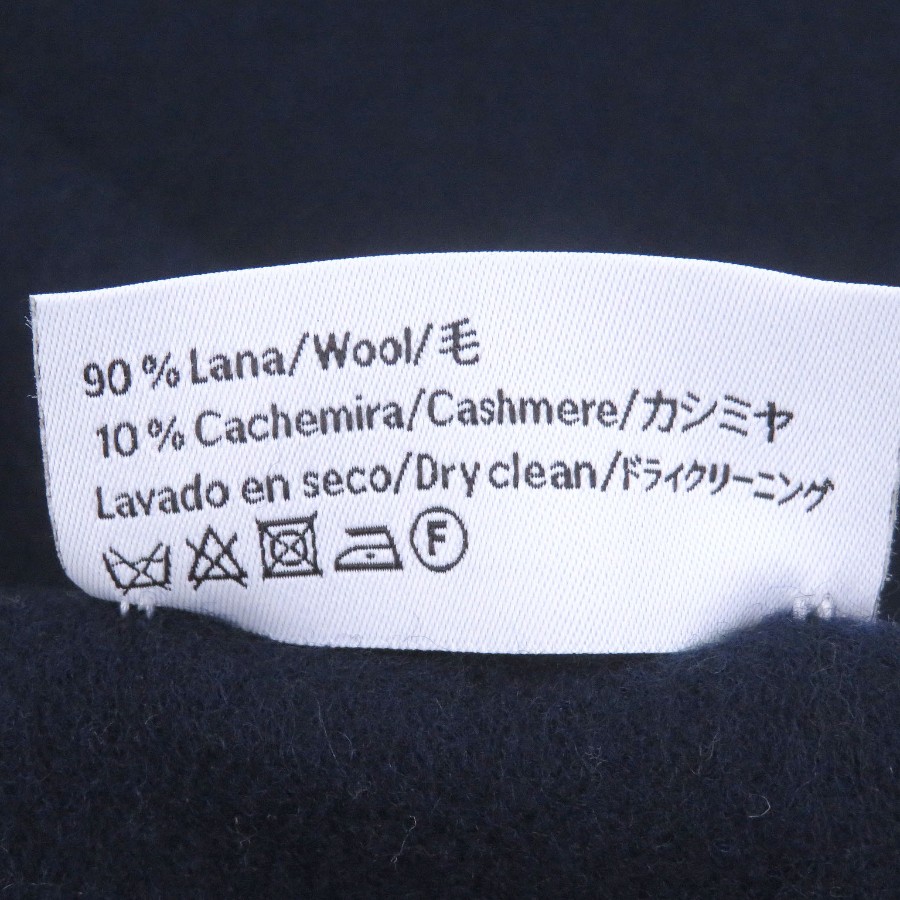 90 % Lana/Wool/毛
10 % Cachemira/Cashmere/カシミヤ
Lavado en seco/Dry clean/ドライクリーニング
F